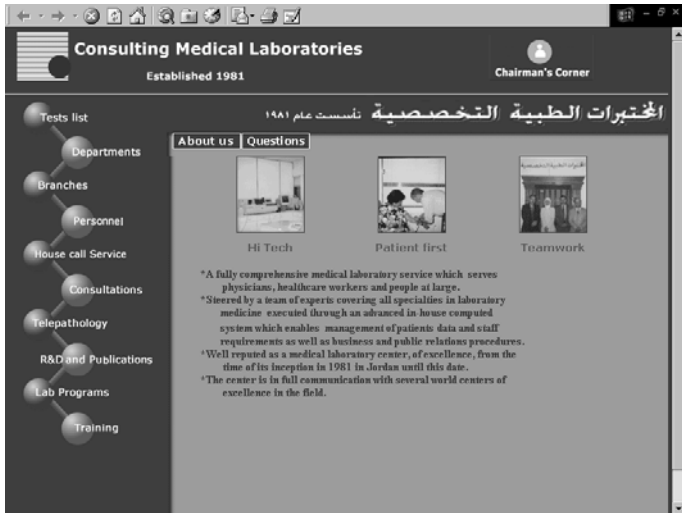 Consulting Medical Laboratories
Established 1981
Chairman's Corner
المختبرات الطبية التخصصية تأسست عام ١٩٨١
Tests list
Departments
Branches
Personnel
House call Service
Consultations
Telepathology
R&D and Publications
Lab Programs
Training
About us Questions
Hi Tech Patient first Teamwork
*A fully comprehensive medical laboratory service which serves
physicians, healthcare workers and people at large.
*Steered by a team of experts covering all specialties in laboratory
medicine executed through an advanced in-house computed
system which enables management of patients data and staff
requirements as well as business and public relations procedures.
*Well reputed as a medical laboratory center, of excellence, from the
time of its inception in 1981 in Jordan until this date.
*The center is in full communication with several world centers of
excellence in the field.